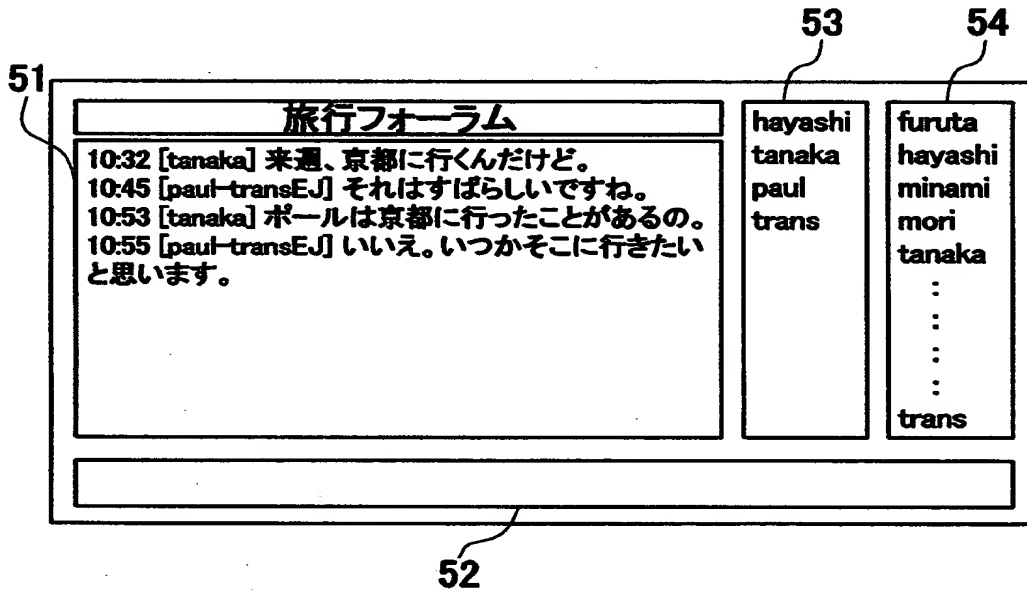 53
54
51
旅行フォーラム
10:32 [tanaka] 来週、京都に行くんだけど。
10:45 [paul-transEJ] それはすばらしいですね。
10:53 [tanaka] ポールは京都に行ったことがあるの。
10:55 [paul-transEJ] いいえ。いつかそこに行きたい
と思います。
hayashi
tanaka
paul
trans
furuta
hayashi
minami
mori
tanaka
:
:
:
:
trans
52